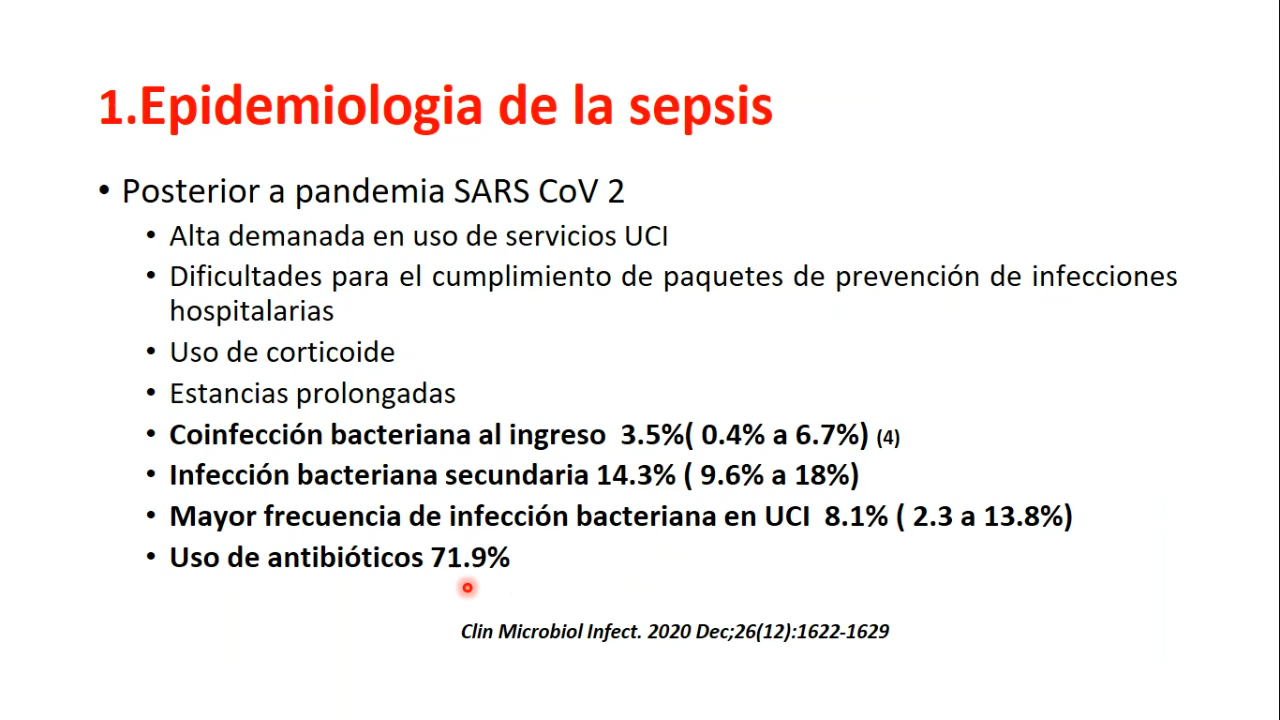 1.Epidemiologia de la sepsis
• Posterior a pandemia SARS CoV 2
• Alta demanada en uso de servicios UCI
• Dificultades para el cumplimiento de paquetes de prevención de infecciones
hospitalarias
• Uso de corticoide
• Estancias prolongadas
• Coinfección bacteriana al ingreso 3.5%( 0.4% a 6.7%) (4)
• Infección bacteriana secundaria 14.3% ( 9.6% a 18%)
• Mayor frecuencia de infección bacteriana en UCI 8.1% ( 2.3 a 13.8%)
• Uso de antibióticos 71.9%
Clin Microbiol Infect. 2020 Dec;26(12):1622-1629